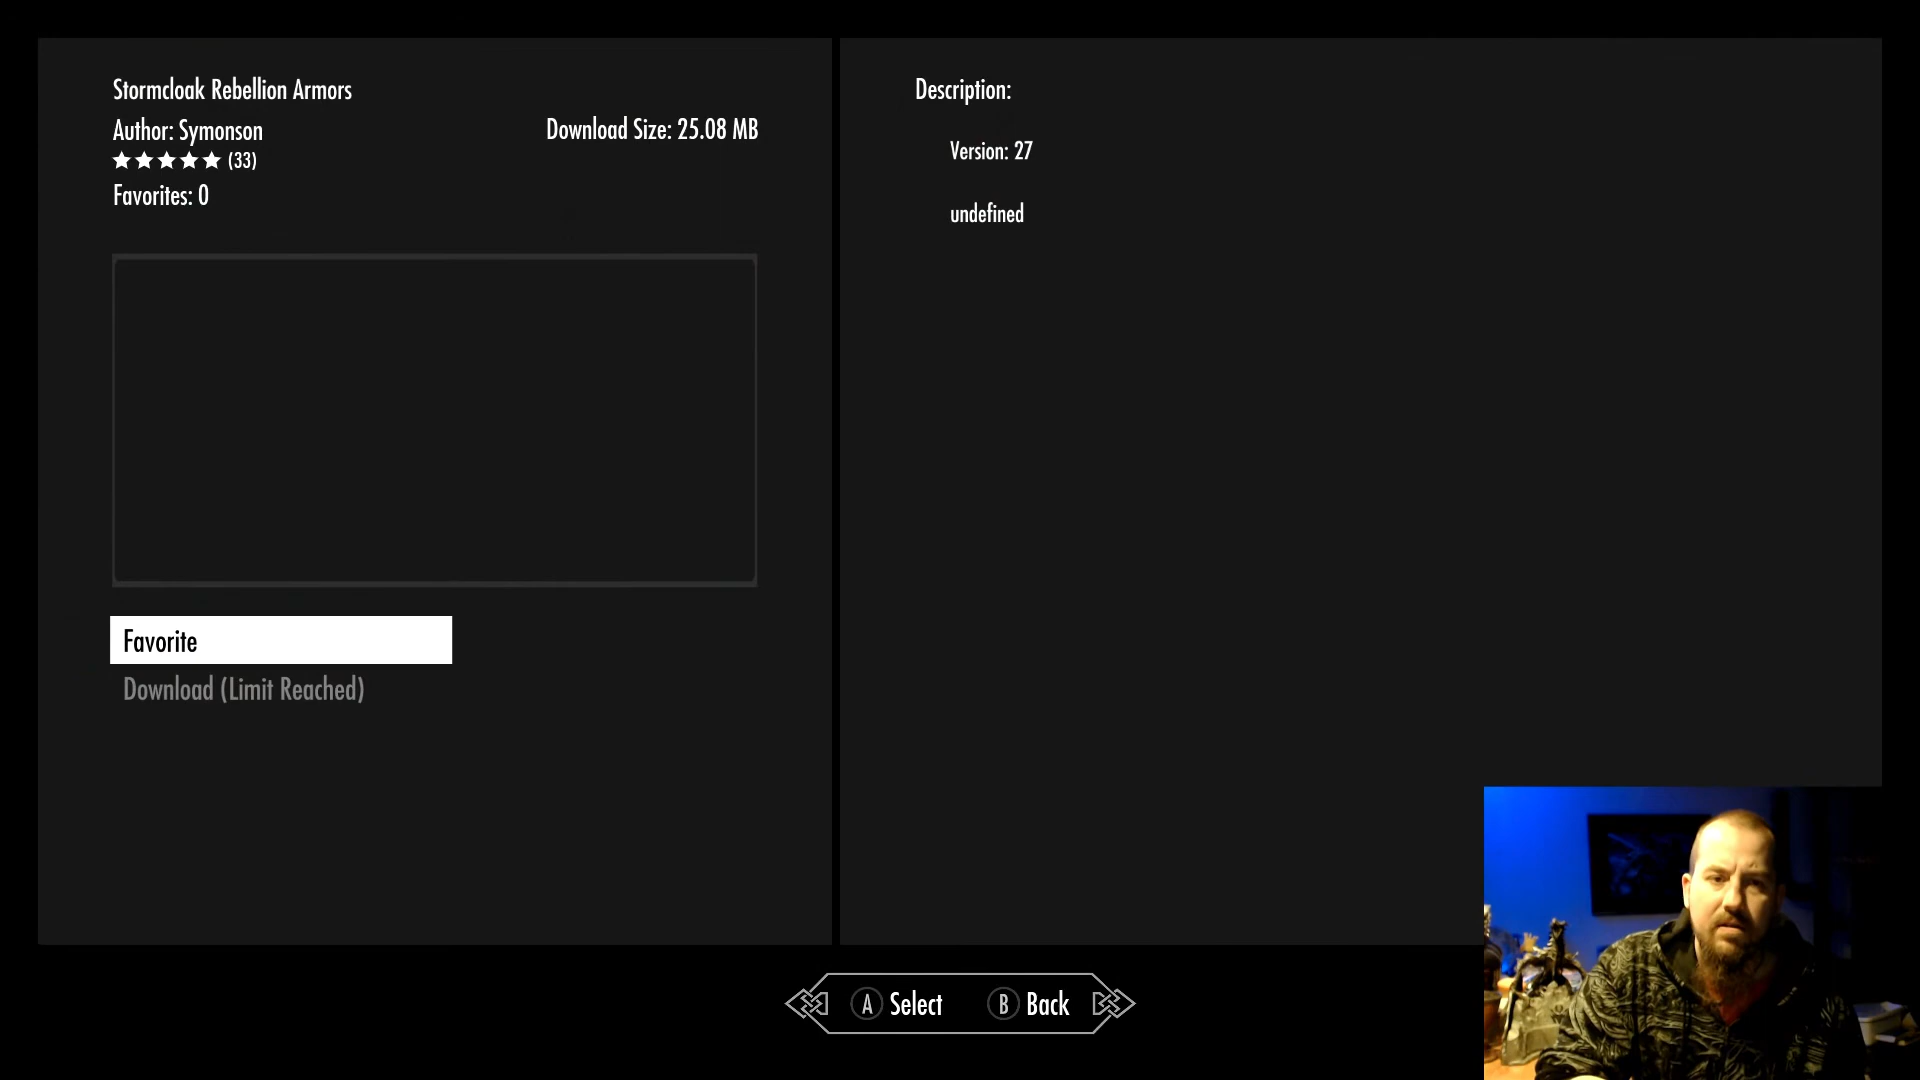 Stormcloak Rebellion Armors
Author: Symonson
Download Size: 25.08 MB
(33)
Favorites: 0
Favorite
Download (Limit Reached)
Description:
Version: 27
undefined
A Select B Back